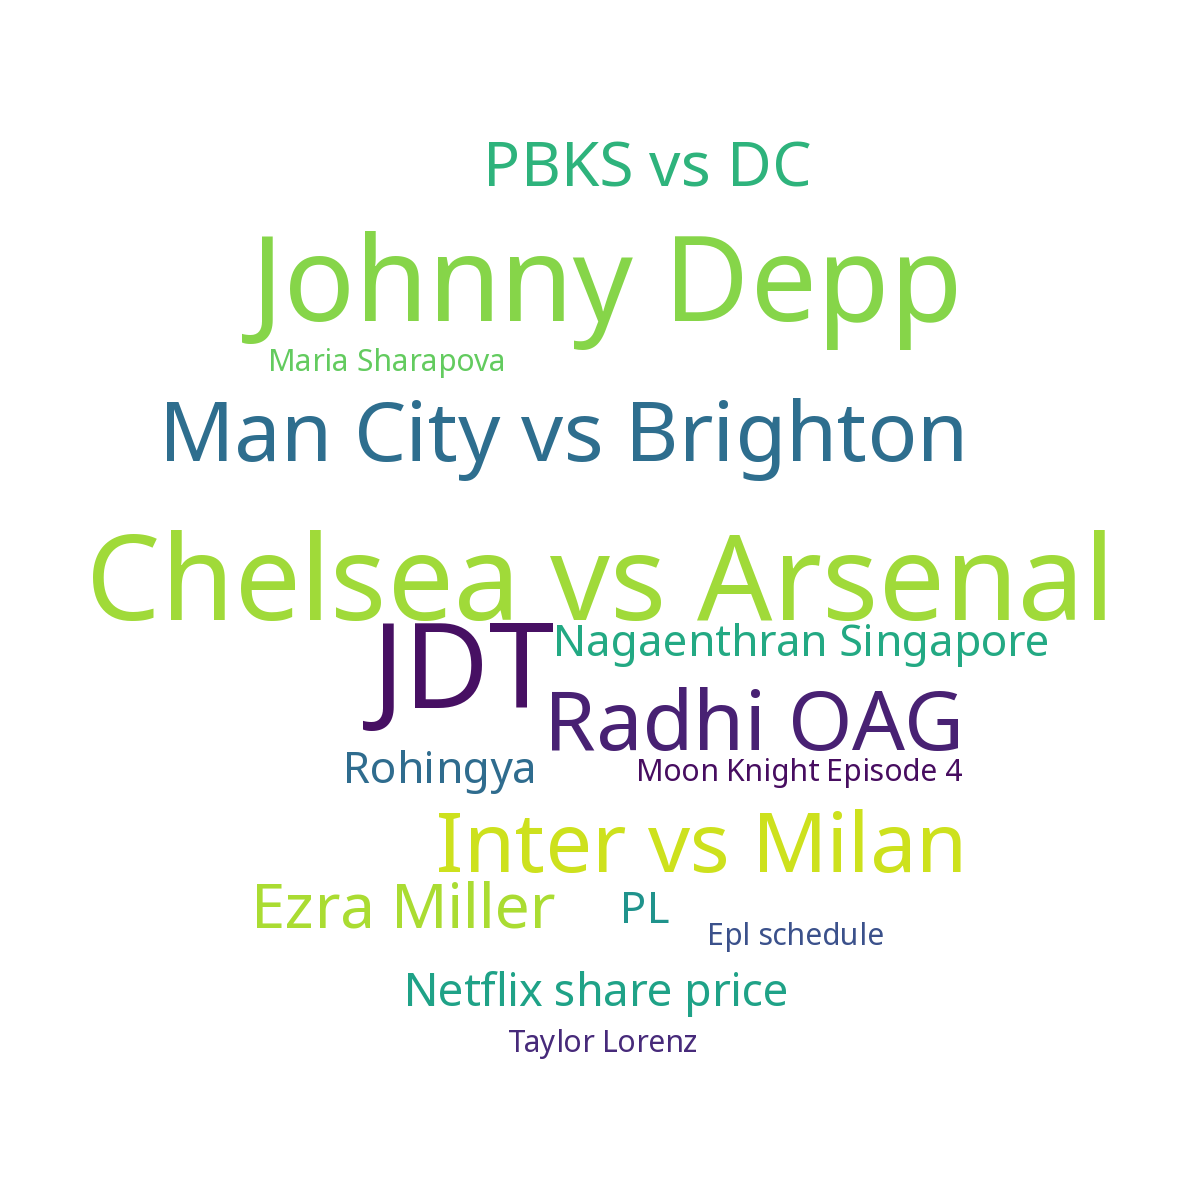 PBKS vs DC
Johnny Depp
Maria Sharapova
Man City vs Brighton
Chelsea vs Arsenal
JDT
Nagaenthran Singapore
Radhi OAG
Rohingya
Moon Knight Episode 4
Inter vs Milan
Ezra Miller
PL
Epl schedule
Netflix share price
Taylor Lorenz